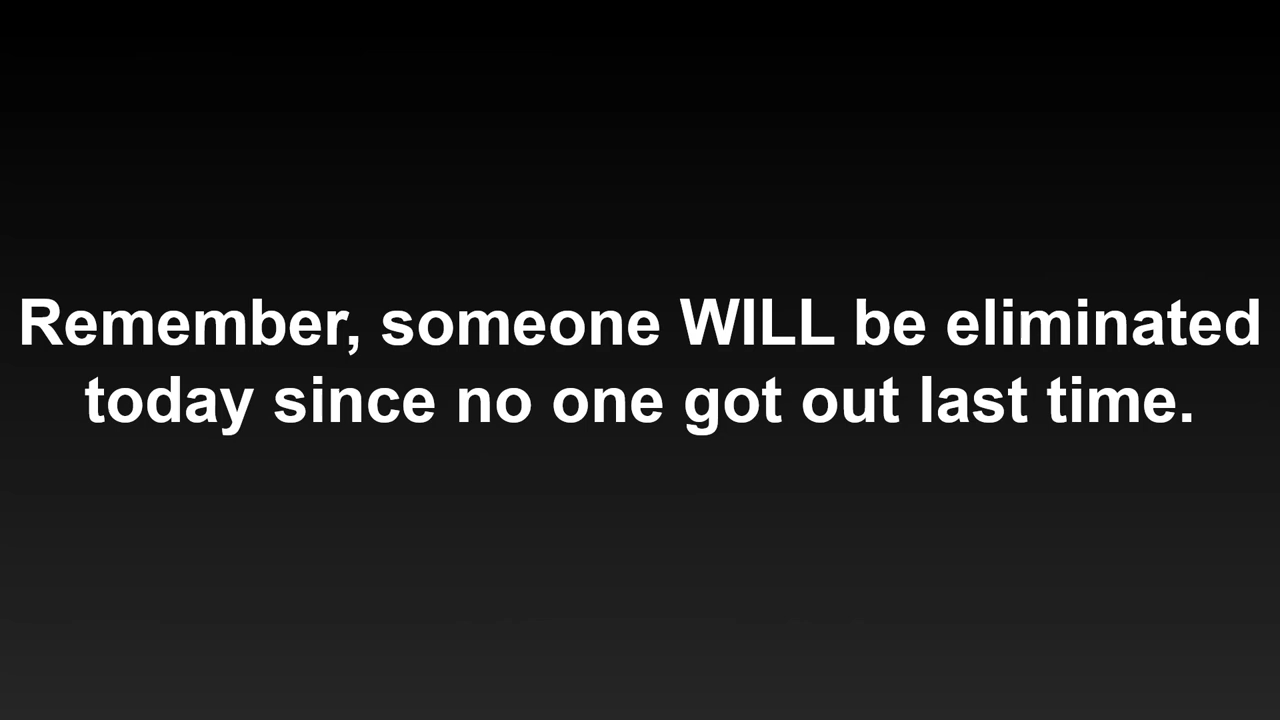 Remember, someone WILL be eliminated
today since no one got out last time.